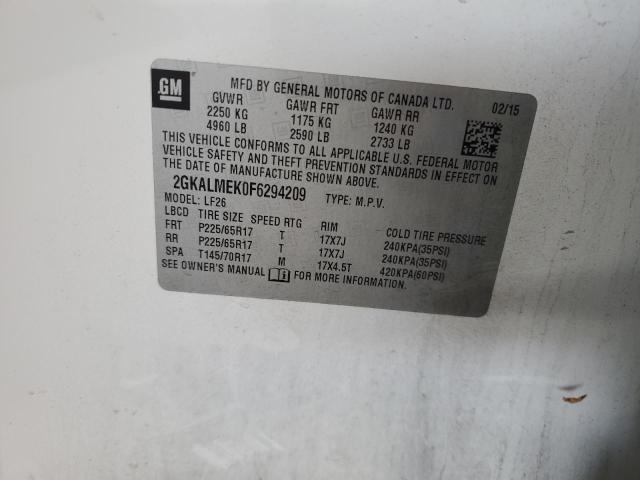 GM
MFD BY GENERAL MOTORS OF CANADA LTD. 02/15
GVWR GAWR FRT GAWR RR
2250 KG 1175 KG 1240 KG
4960 LB 2590 LB 2733 LB
THIS VEHICLE CONFORMS TO ALL APPLICABLE U.S. FEDERAL MOTOR
VEHICLE SAFETY AND THEFT PREVENTION STANDARDS IN EFFECT ON
THE DATE OF MANUFACTURE SHOWN ABOVE.
2GKALMEK0F6294209 TYPE: M.P.V.
MODEL: LF26
LBCD TIRE SIZE SPEED RTG RIM COLD TIRE PRESSURE
FRT P225/65R17 T 17X7J 240KPA(35PSI)
RR P225/65R17 T 17X7J 240KPA(35PSI)
SPA T145/70R17 M 17X4.5T 420KPA(60PSI)
SEE OWNER'S MANUAL FOR MORE INFORMATION.